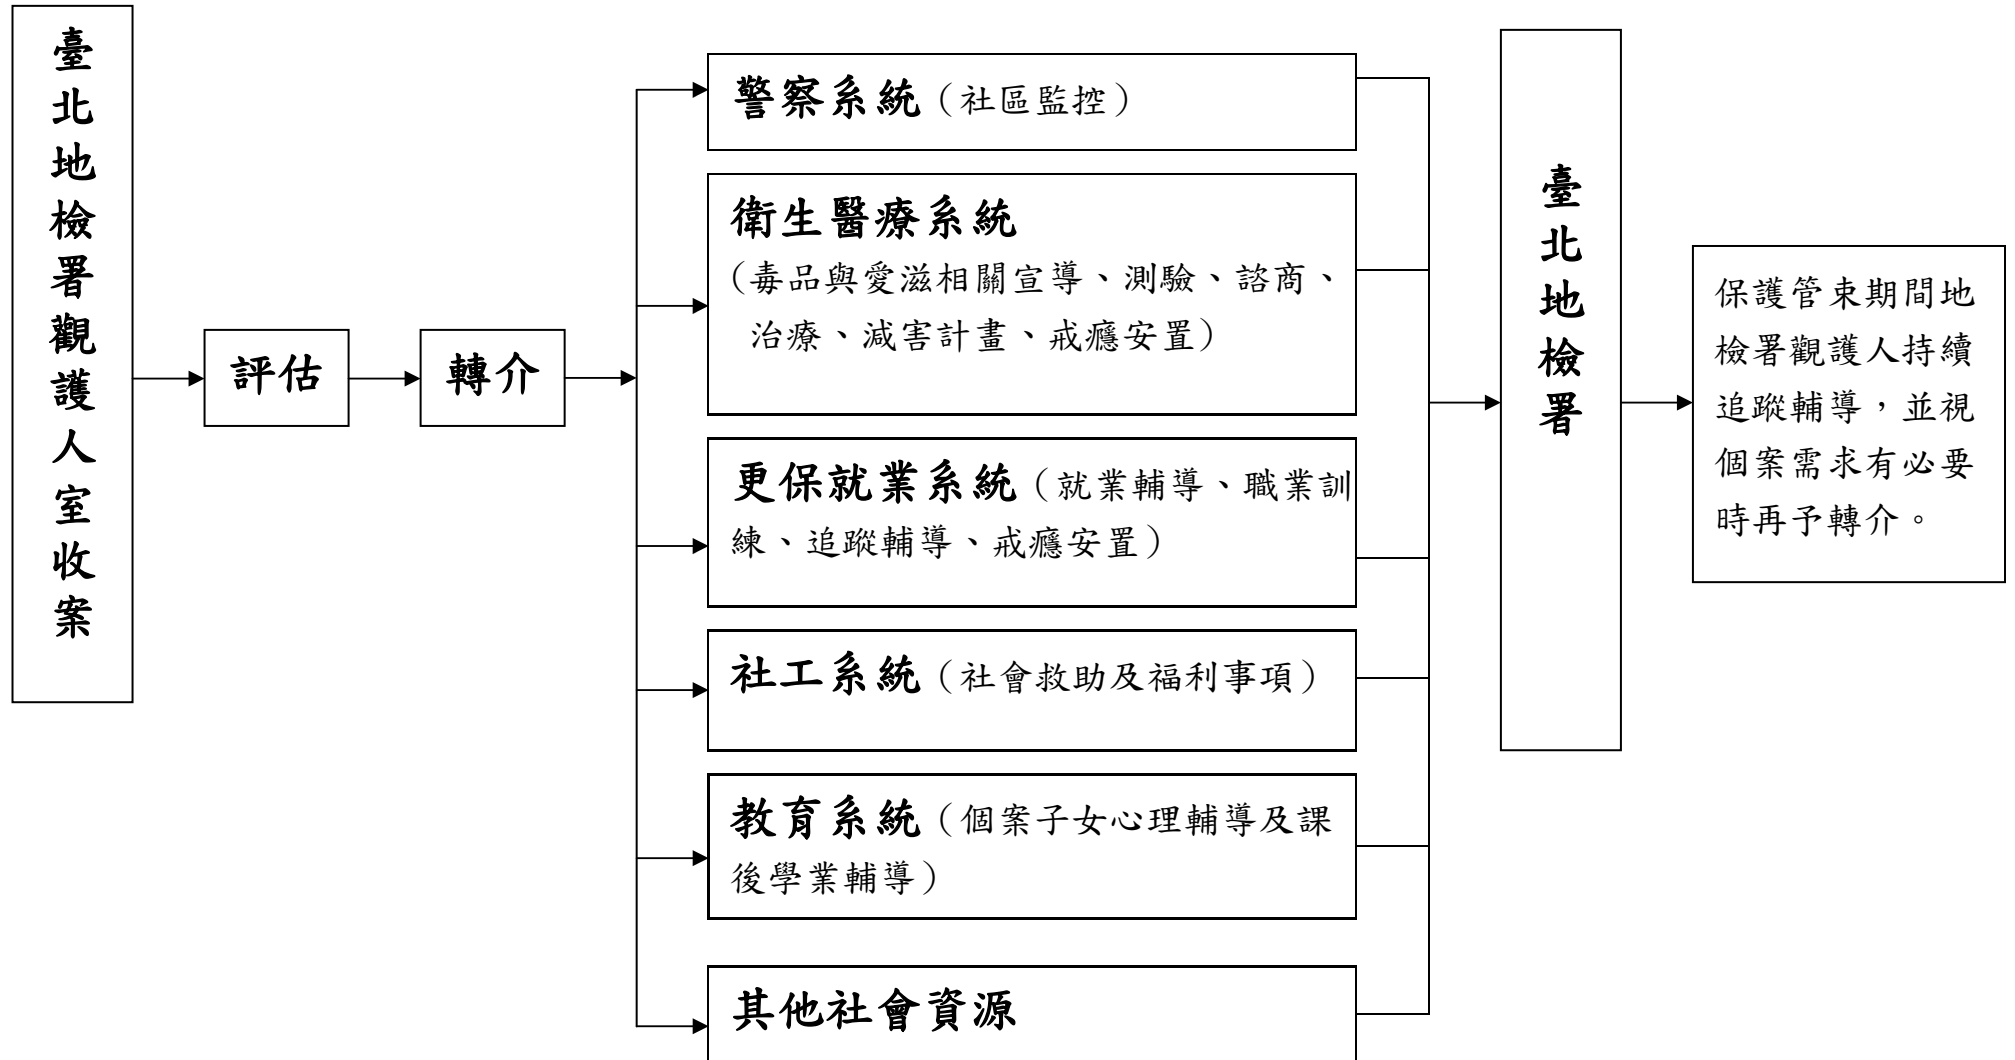 臺北地檢署觀護人室收案
評估
轉介
警察系統（社區監控）
衛生醫療系統
（毒品與愛滋相關宣導、測驗、諮商、
治療、減害計畫、戒癮安置）
更保就業系統（就業輔導、職業訓
練、追蹤輔導、戒癮安置）
社工系統（社會救助及福利事項）
教育系統（個案子女心理輔導及課
後學業輔導）
其他社會資源
臺北地檢署
保護管束期間地
檢署觀護人持續
追蹤輔導，並視
個案需求有必要
時再予轉介。